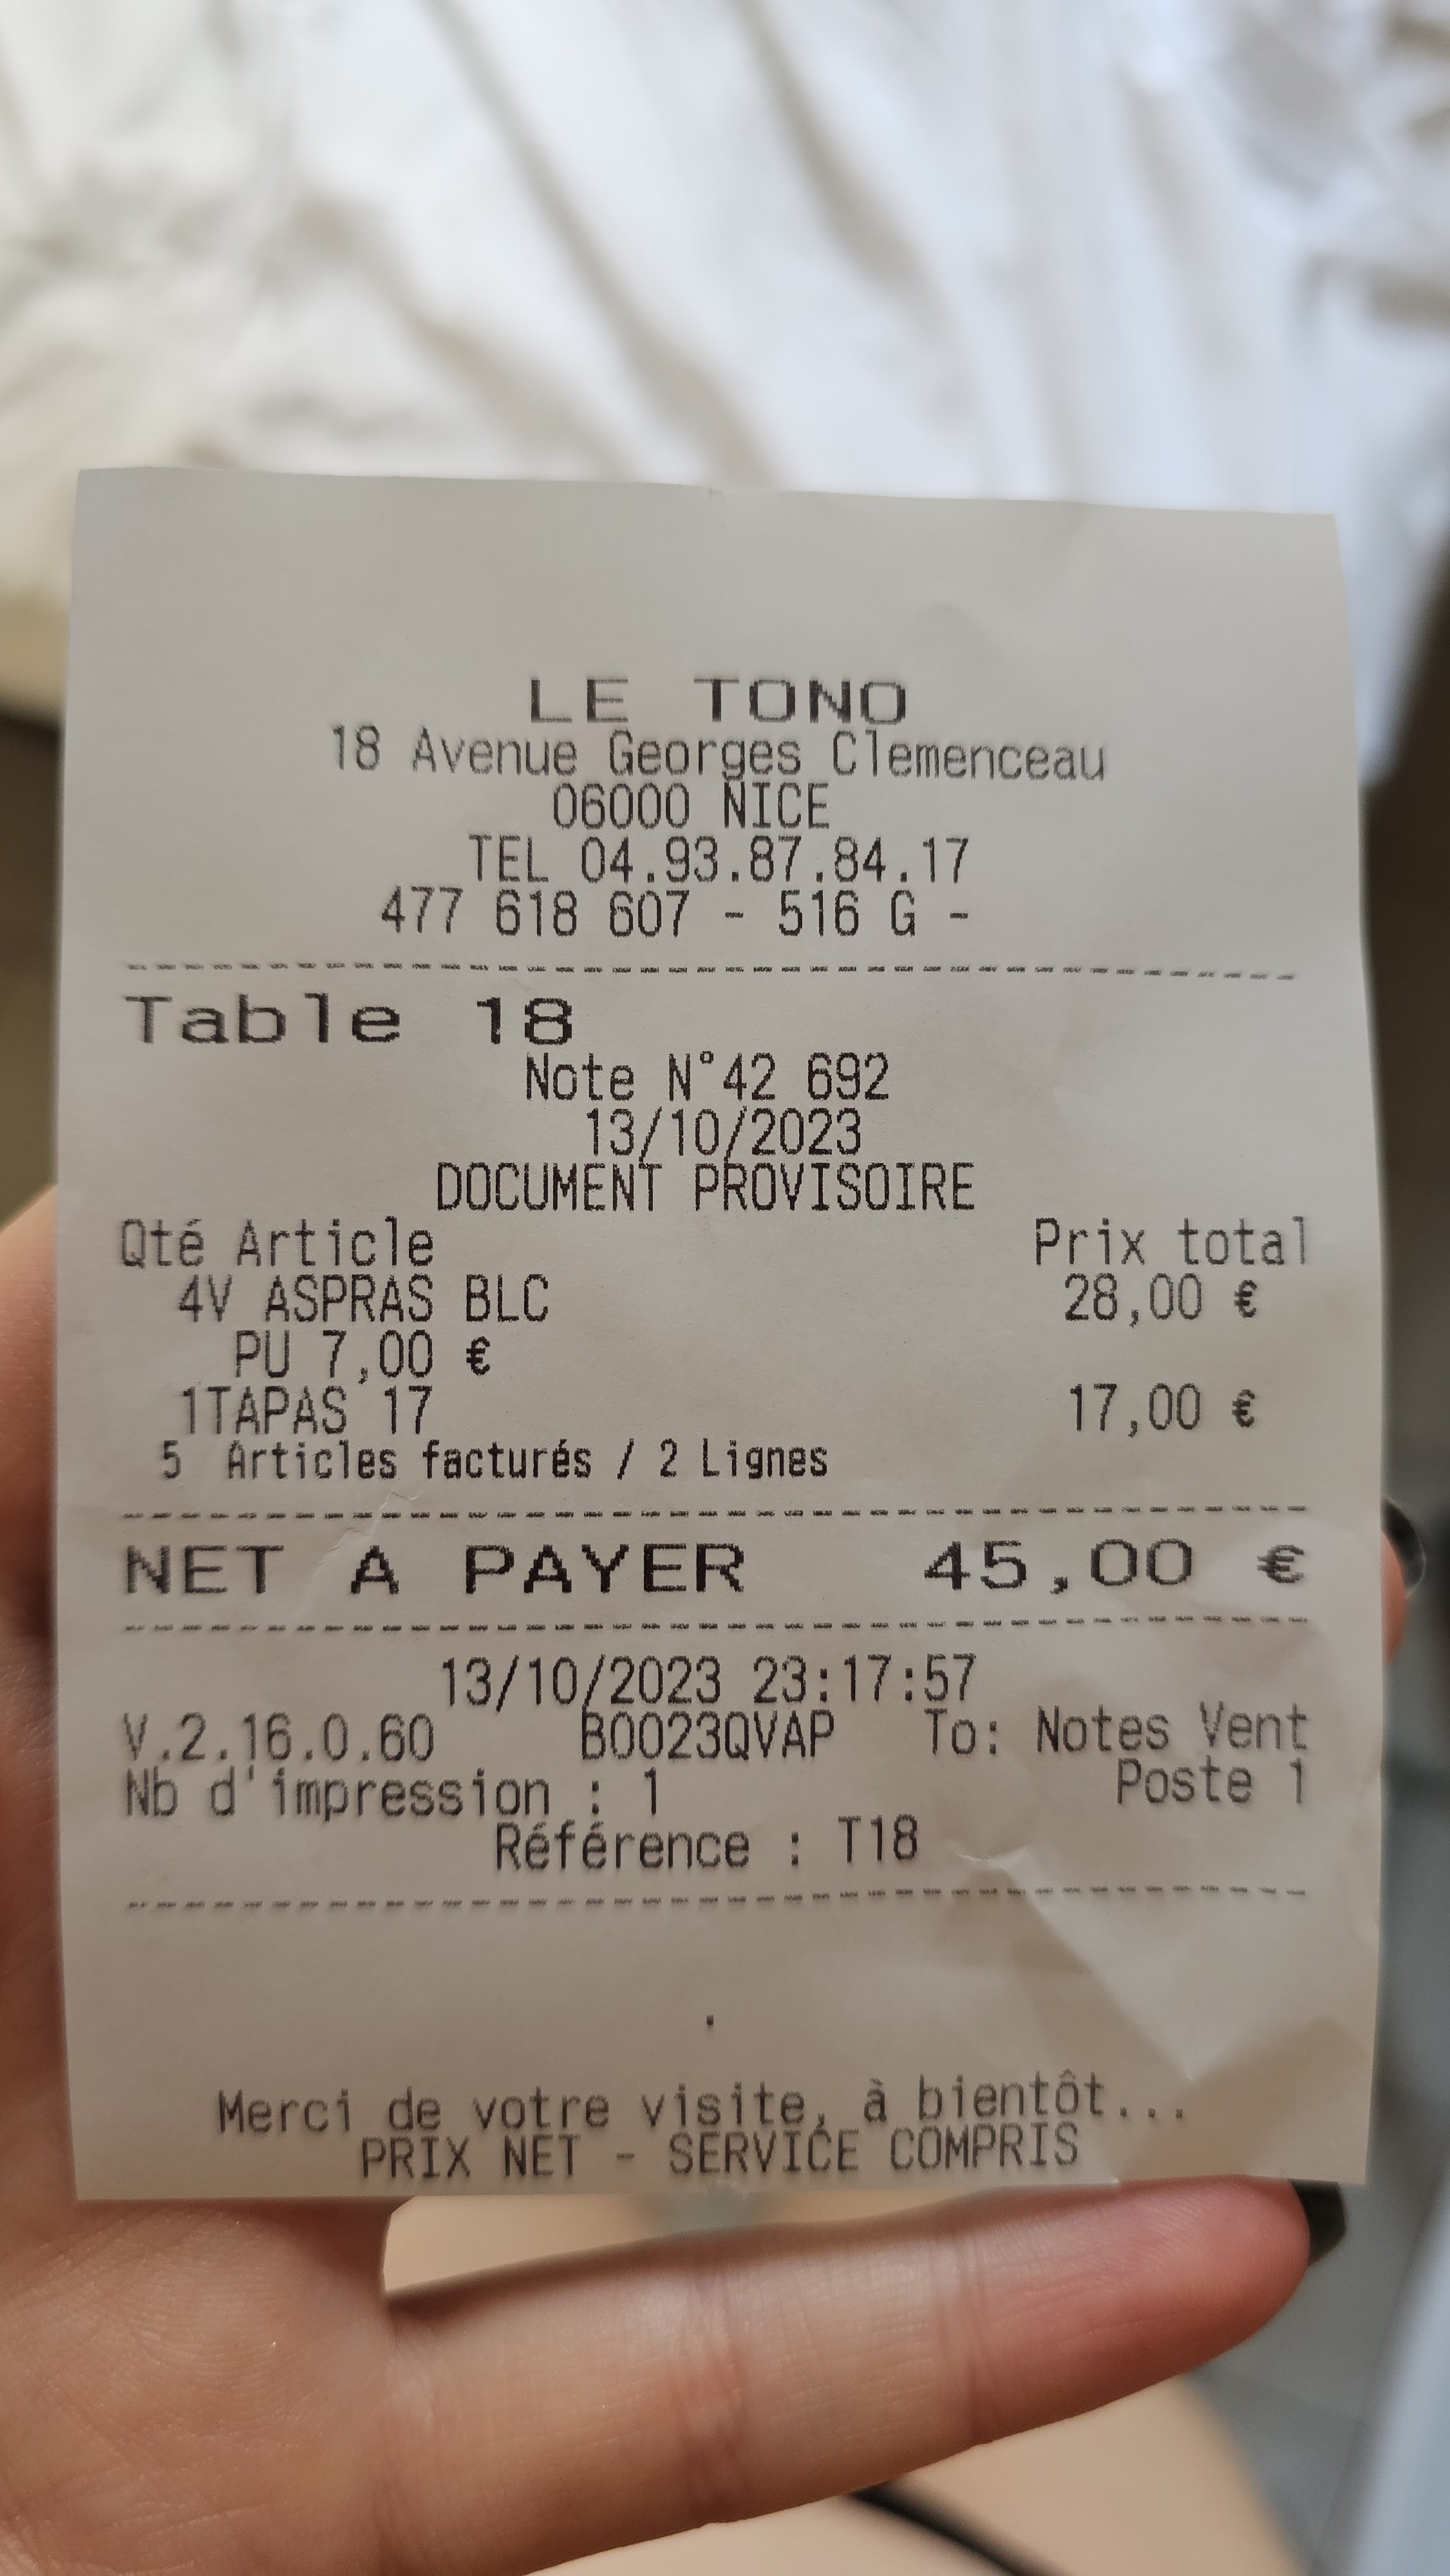 LE TONO
18 Avenue Georges Clemenceau
06000 NICE
TEL 04.93.87.84.17
477 618 607 - 516 G -
Table 18
Note N°42 692
13/10/2023
DOCUMENT PROVISOIRE
Qté Article Prix total
4V ASPRAS BLC 28,00 €
PU 7,00 €
1TAPAS 17 17,00 €
5 Articles facturés / 2 Lignes
NET A PAYER 45,00 €
13/10/2023 23:17:57
V.2.16.0.60 B0023QVAP To: Notes Vent
Nb d'impression : 1 Poste 1
Référence : T18
.
Merci de votre visite, à bientôt...
PRIX NET - SERVICE COMPRIS